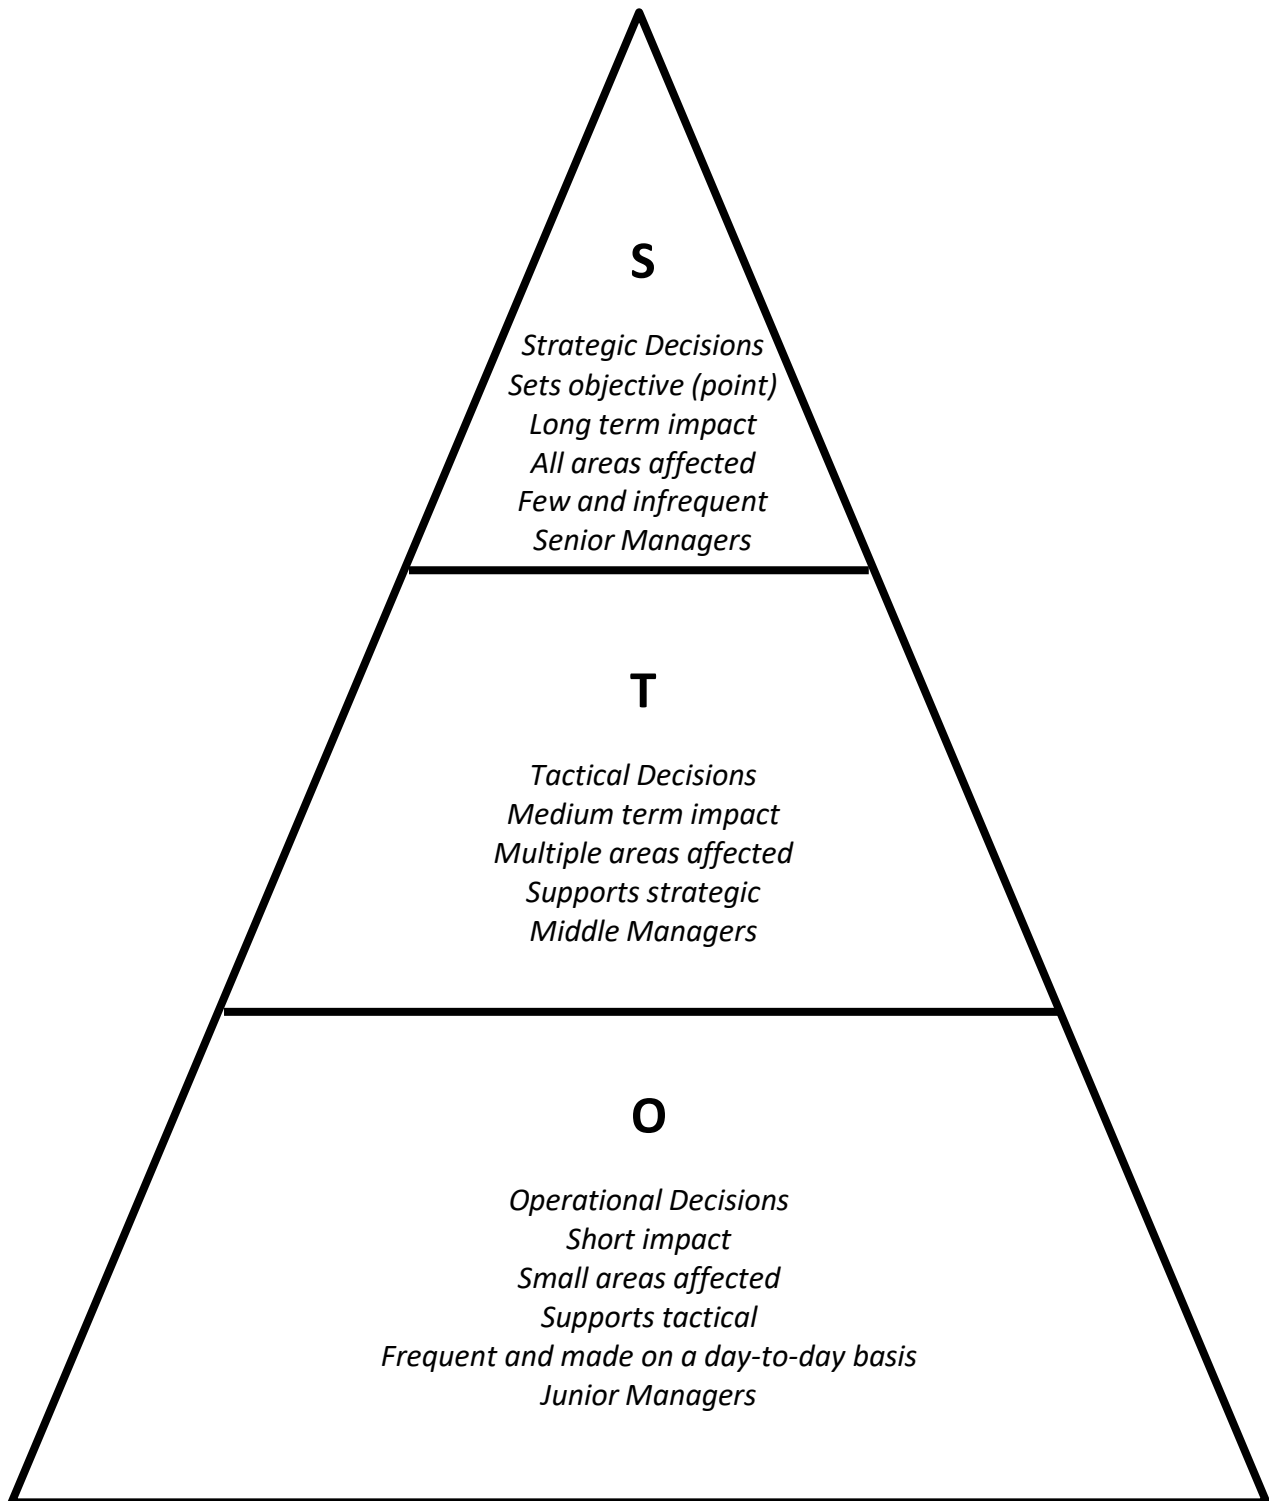 S
Strategic Decisions
Sets objective (point)
Long term impact
All areas affected
Few and infrequent
Senior Managers
T
Tactical Decisions
Medium term impact
Multiple areas affected
Supports strategic
Middle Managers
O
Operational Decisions
Short impact
Small areas affected
Supports tactical
Frequent and made on a day-to-day basis
Junior Managers